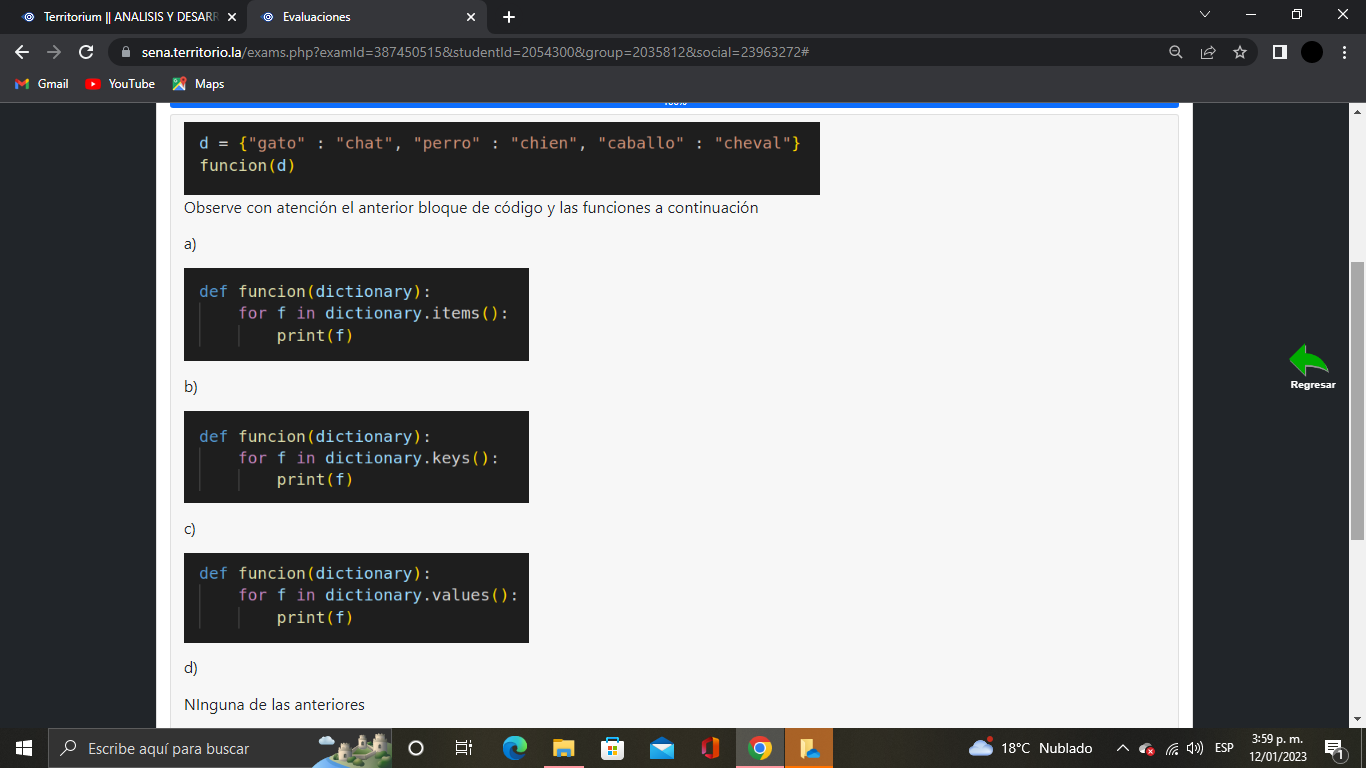 Territorium || ANALISIS Y DESARR
Evaluaciones
sena.territorio.la/exams.php?examId=387450515&studentId=2054300&group=2035812&social=23963272#
Gmail
YouTube
Maps
100%
d = {"gato" : "chat", "perro" : "chien", "caballo" : "cheval"}
funcion(d)
Observe con atención el anterior bloque de código y las funciones a continuación
a)
def funcion(dictionary):
for f in dictionary.items():
print(f)
b)
def funcion(dictionary):
for f in dictionary.keys():
print(f)
c)
def funcion(dictionary):
for f in dictionary.values():
print(f)
d)
NInguna de las anteriores
Regresar
Escribe aquí para buscar
18°C Nublado
ESP
3:59 p. m.
12/01/2023
1